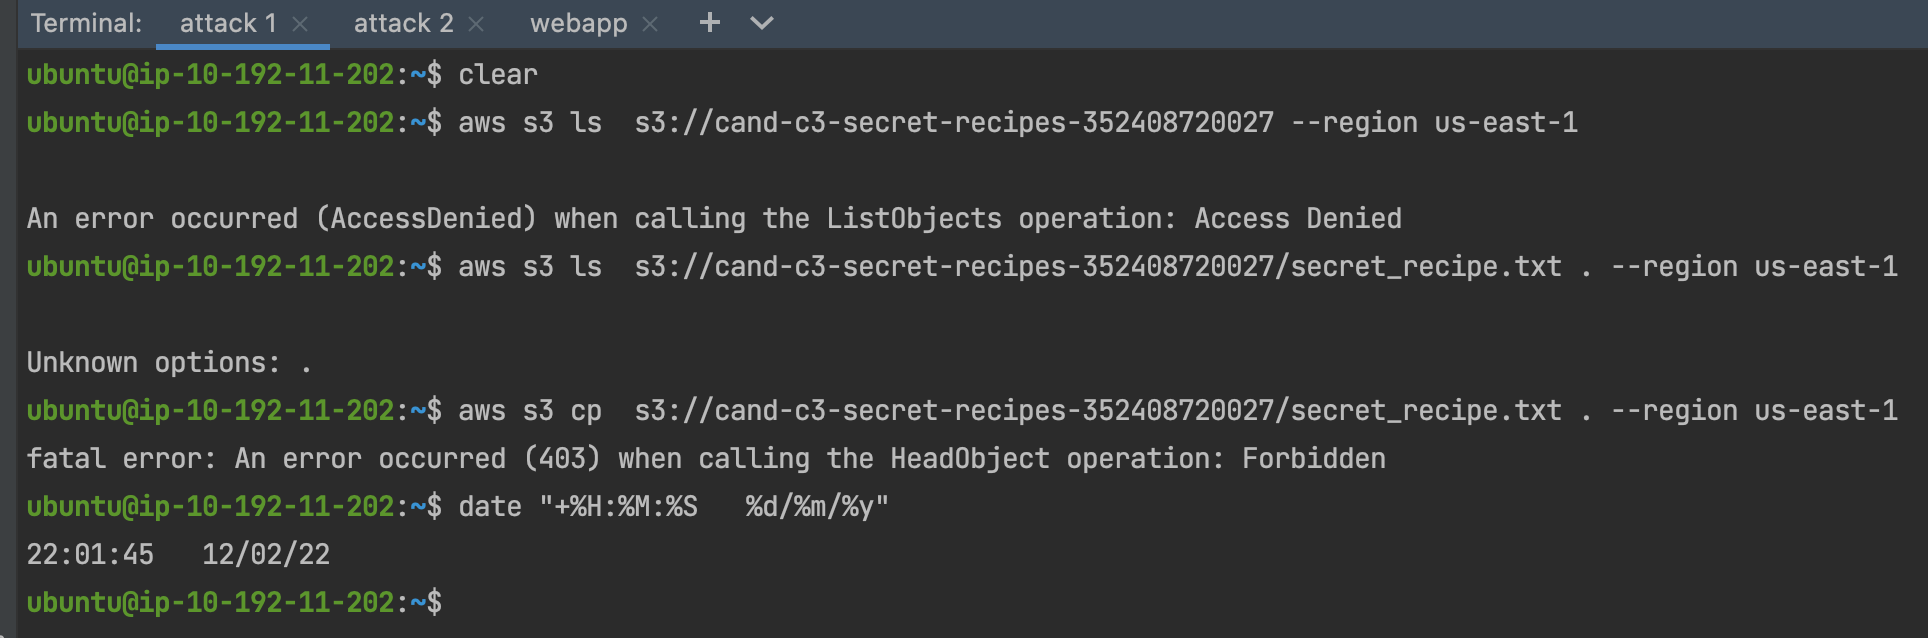 Terminal: attack 1 × attack 2 × webapp × +
ubuntu@ip-10-192-11-202:~$ clear
ubuntu@ip-10-192-11-202:~$ aws s3 ls  s3://cand-c3-secret-recipes-352408720027 --region us-east-1
An error occurred (AccessDenied) when calling the ListObjects operation: Access Denied
ubuntu@ip-10-192-11-202:~$ aws s3 ls  s3://cand-c3-secret-recipes-352408720027/secret_recipe.txt . --region us-east-1
Unknown options: .
ubuntu@ip-10-192-11-202:~$ aws s3 cp  s3://cand-c3-secret-recipes-352408720027/secret_recipe.txt . --region us-east-1
fatal error: An error occurred (403) when calling the HeadObject operation: Forbidden
ubuntu@ip-10-192-11-202:~$ date "+%H:%M:%S   %d/%m/%y"
22:01:45   12/02/22
ubuntu@ip-10-192-11-202:~$